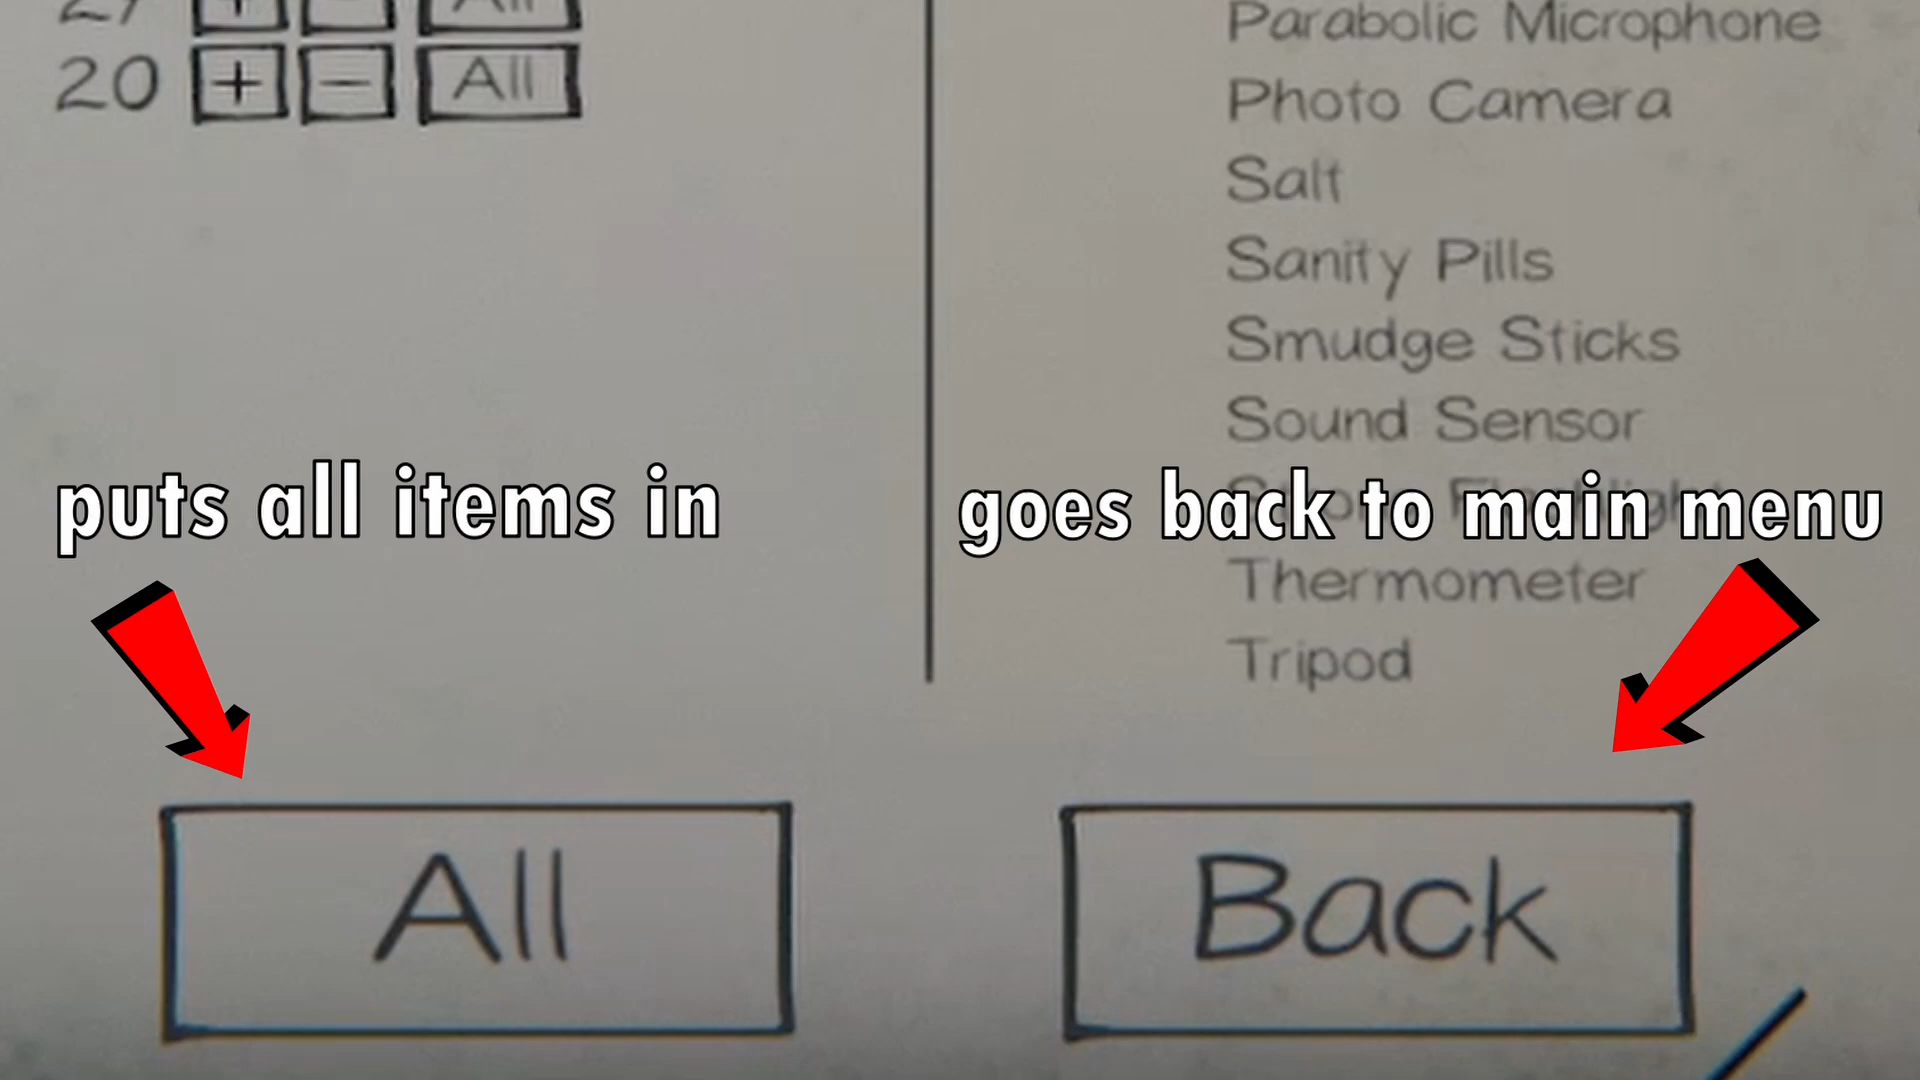 20 + - All
Parabolic Microphone
Photo Camera
Salt
Sanity Pills
Smudge Sticks
Sound Sensor
puts all items in
goes back to main menu
Thermometer
Tripod
All
Back